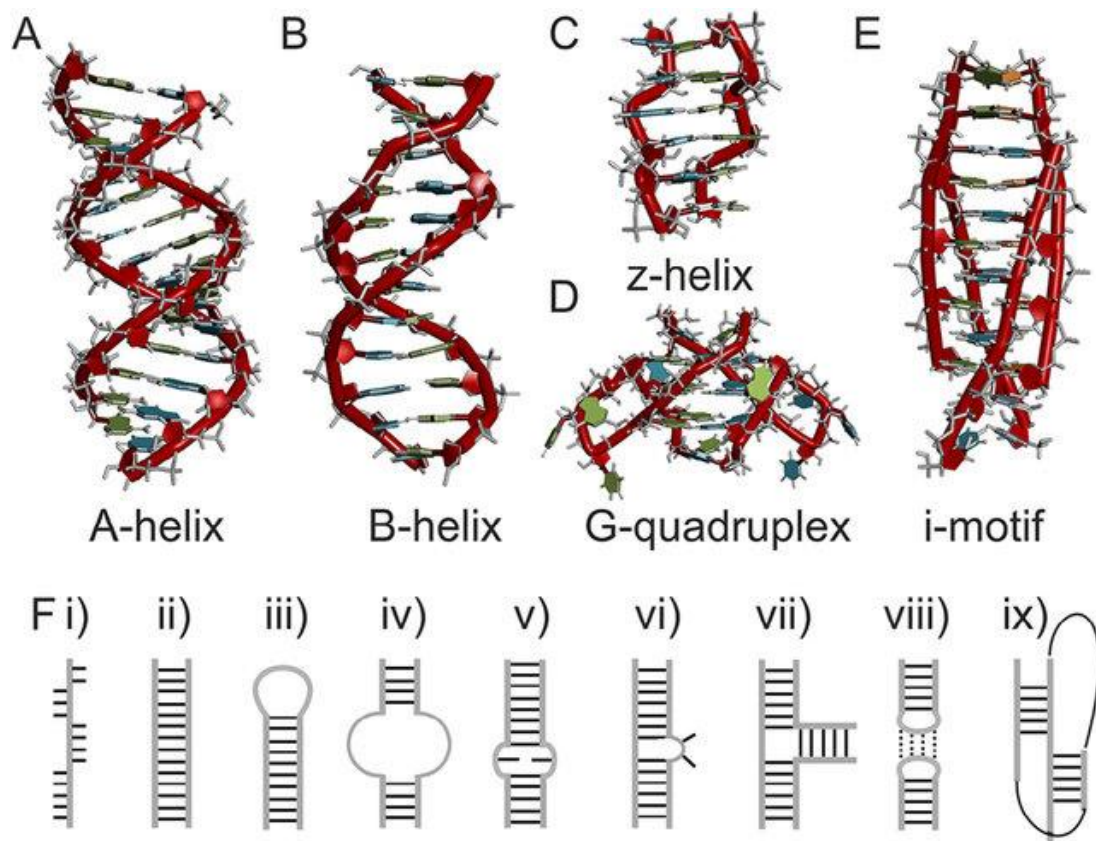 A
B
C
E
z-helix
D
A-helix
B-helix
G-quadruplex
i-motif
F i) ii) iii) iv) v) vi) vii) viii) ix)